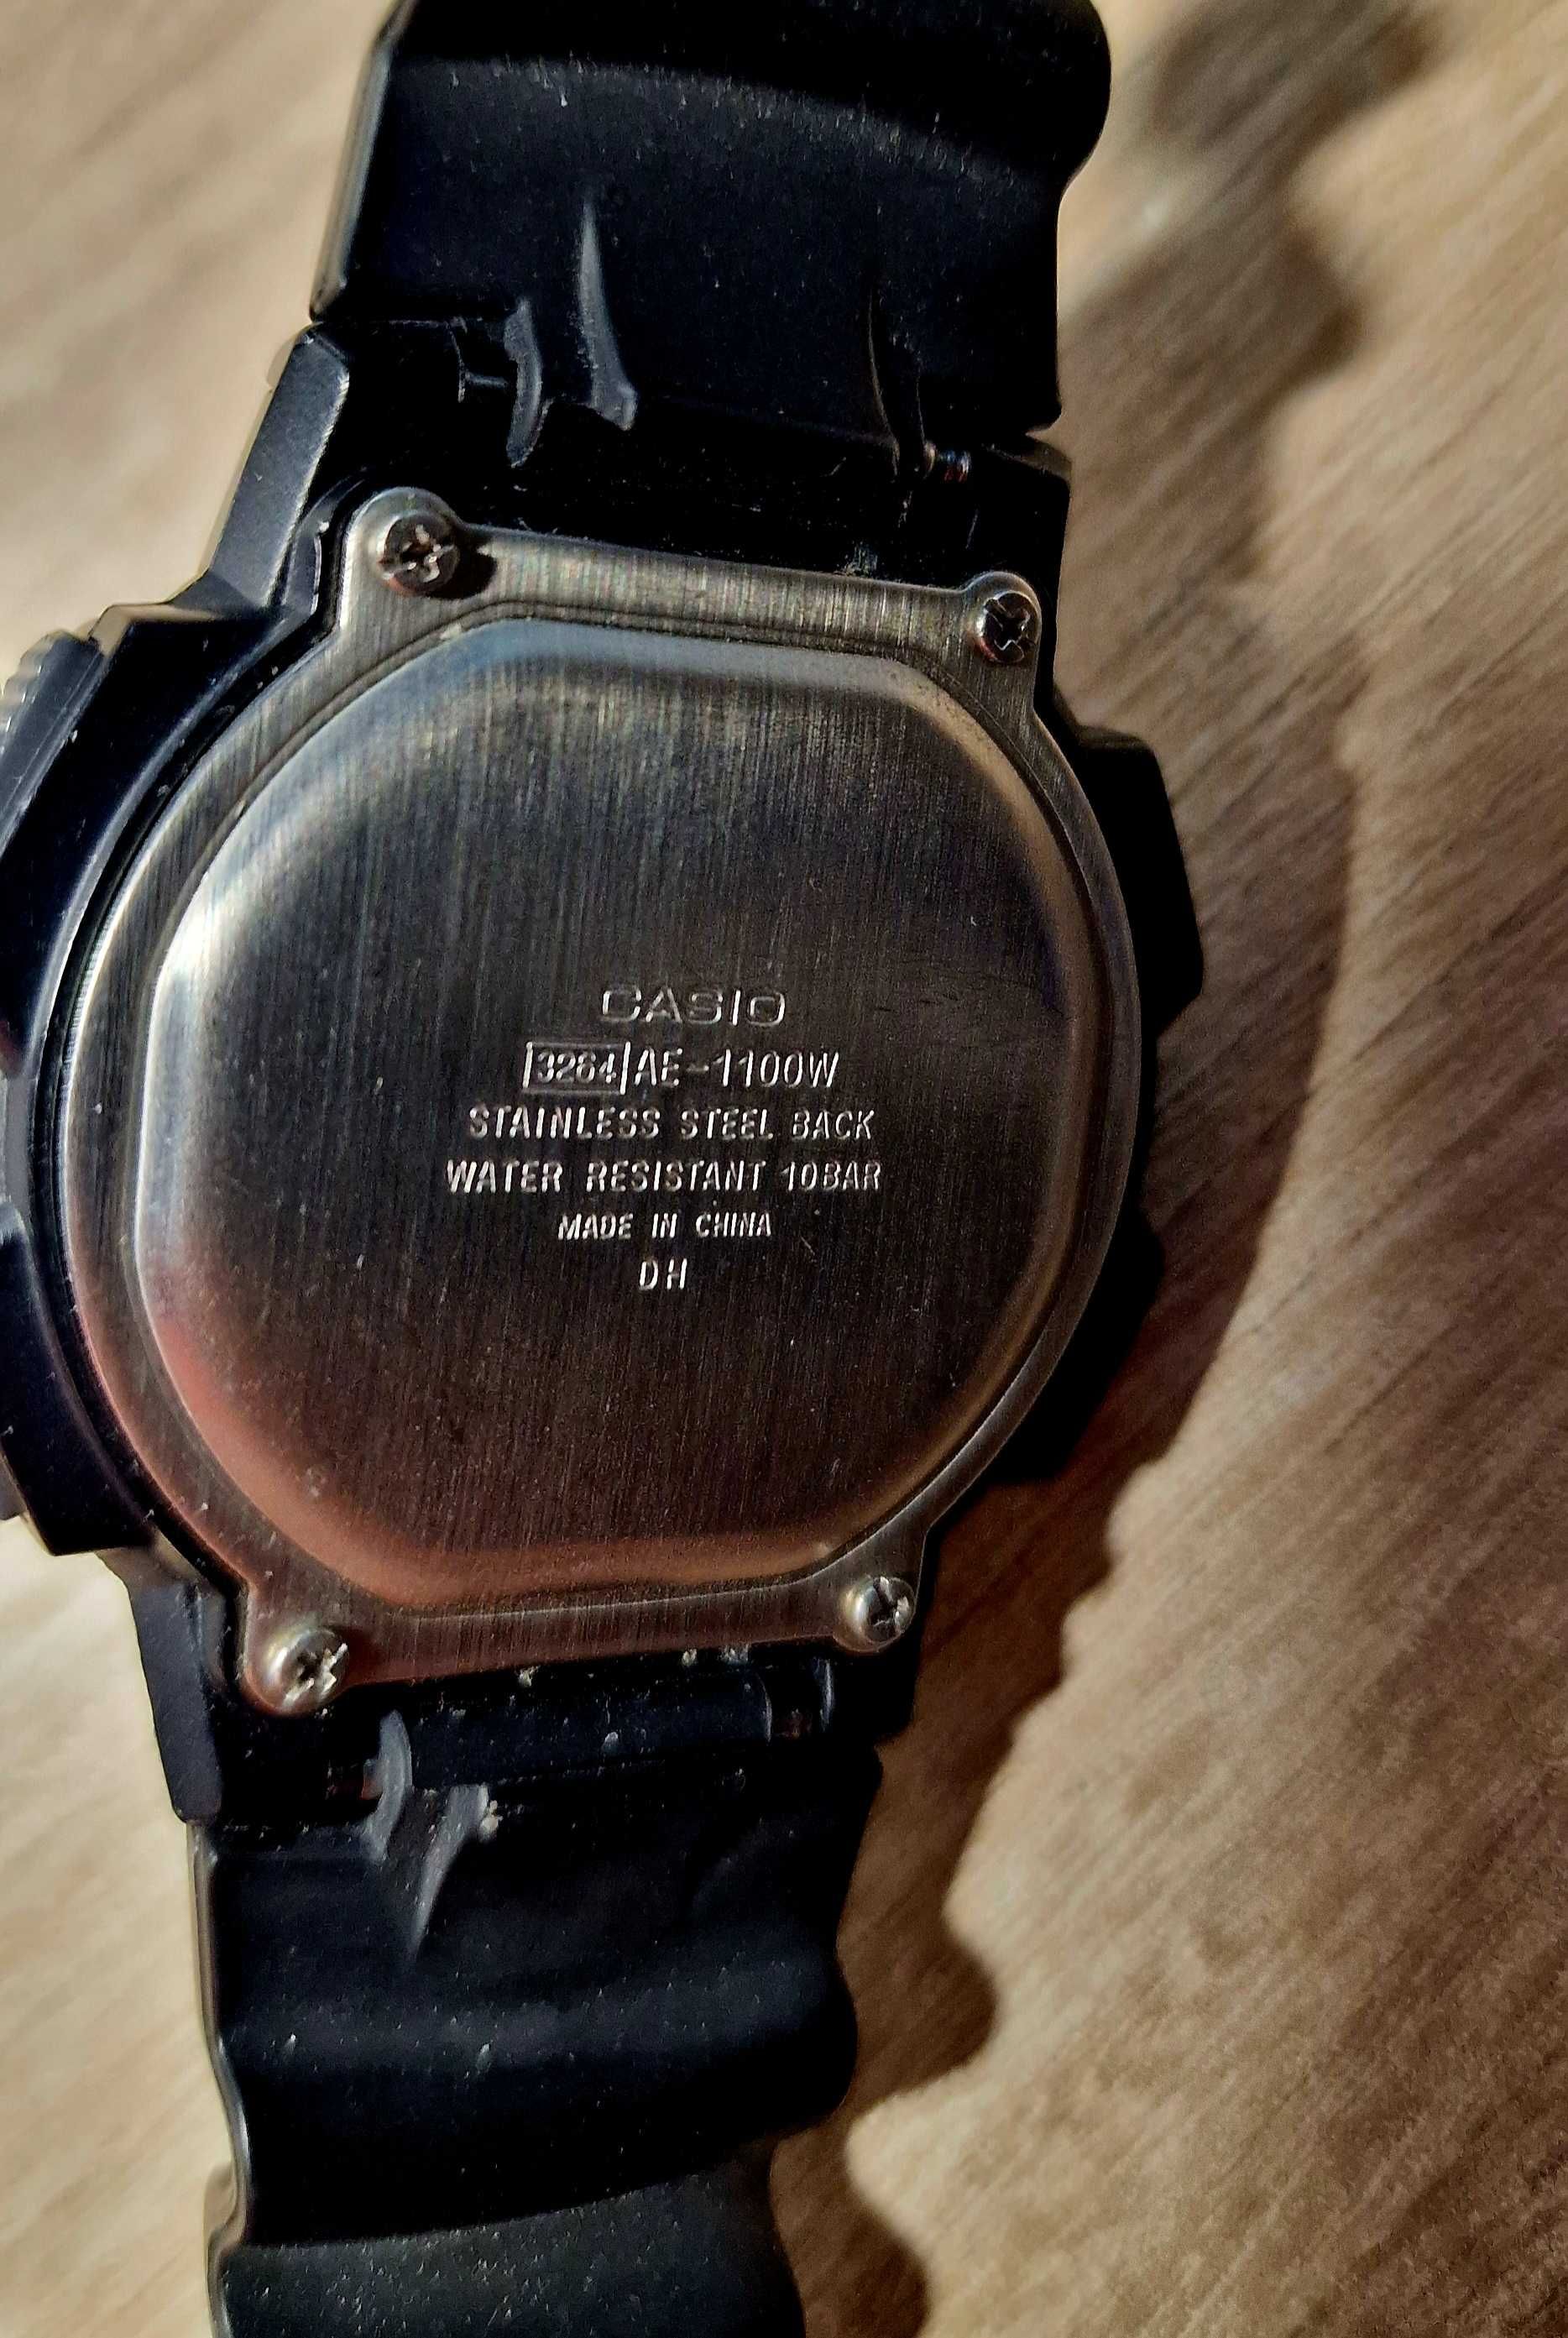 CASIO
3264 AE-1100W
STAINLESS STEEL BACK
WATER RESISTANT 10BAR
MADE IN CHINA
DH